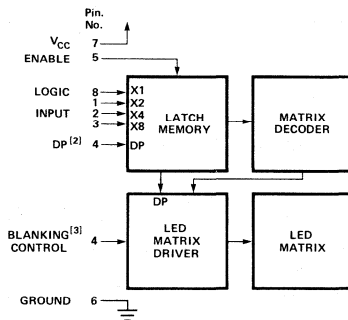 Pin.
No.
VCC 7
ENABLE 5
LOGIC 8 X1
1 X2
INPUT 2 X4
3 X8
DP[2] 4 DP
LATCH
MEMORY
MATRIX
DECODER
DP
BLANKING[3]
CONTROL 4
LED
MATRIX
DRIVER
LED
MATRIX
GROUND 6